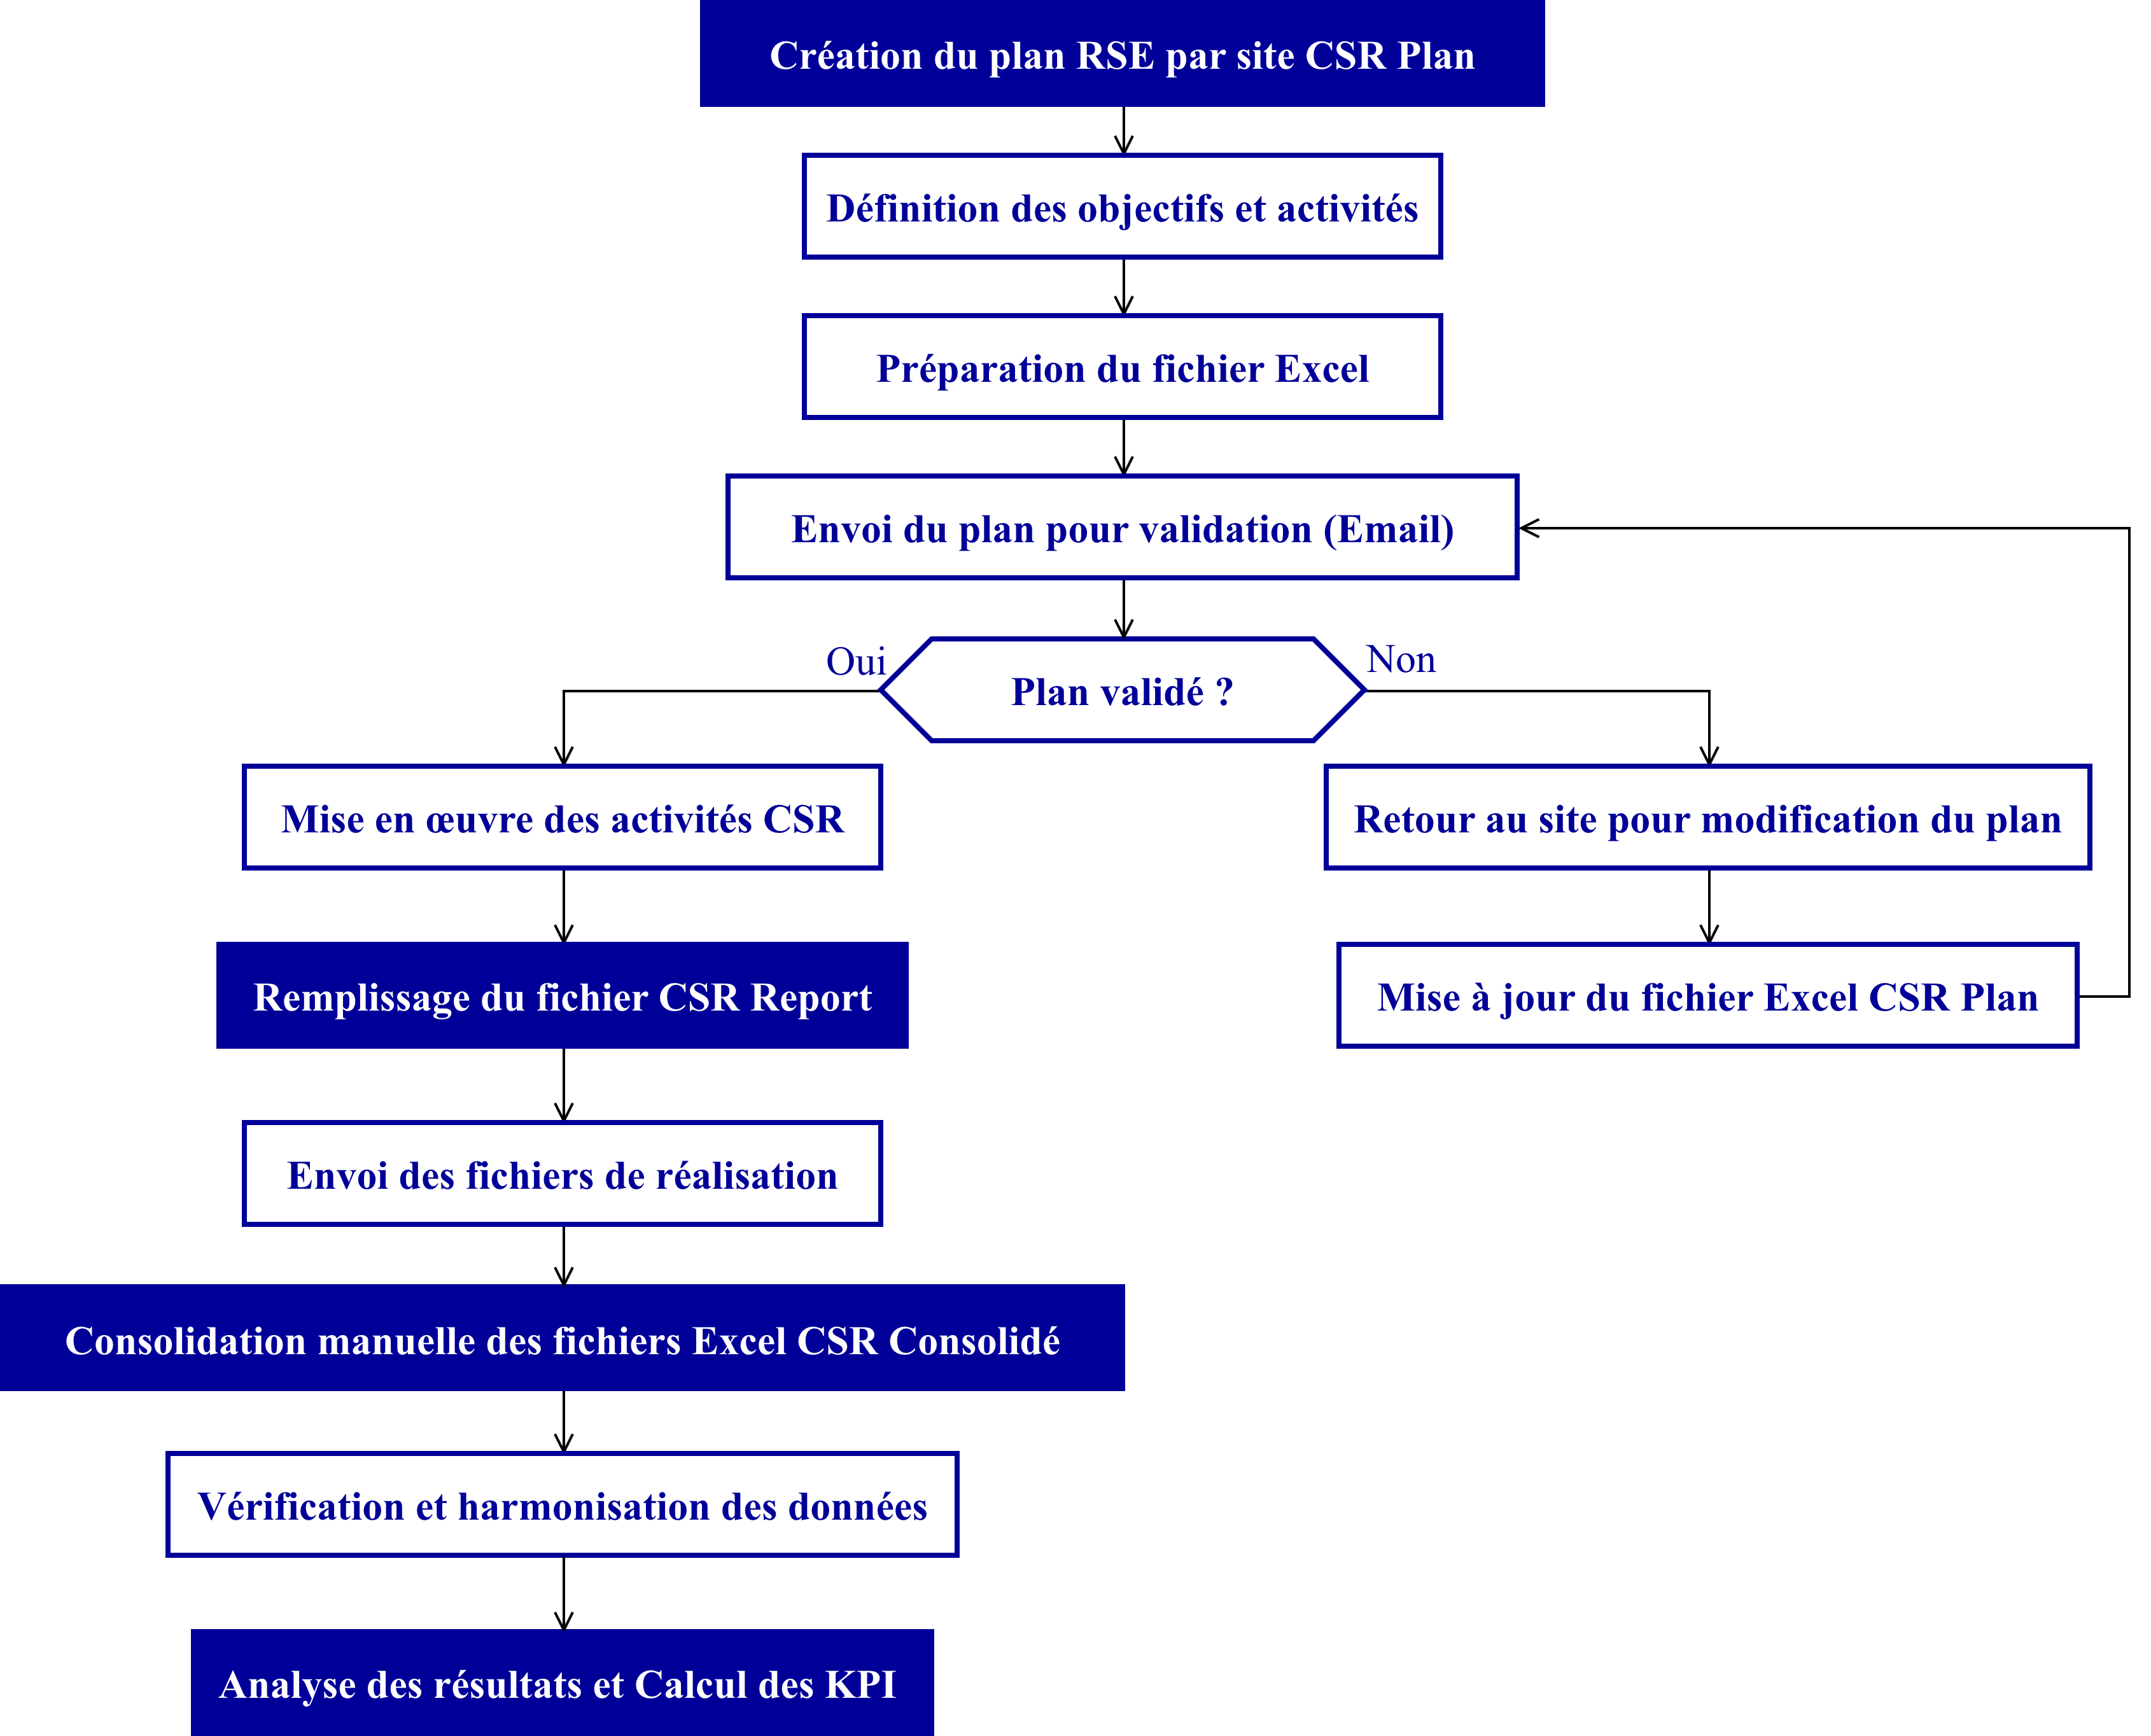 Création du plan RSE par site CSR Plan
Définition des objectifs et activités
Préparation du fichier Excel
Envoi du plan pour validation (Email)
Oui
Non
Plan validé ?
Mise en œuvre des activités CSR
Retour au site pour modification du plan
Remplissage du fichier CSR Report
Mise à jour du fichier Excel CSR Plan
Envoi des fichiers de réalisation
Consolidation manuelle des fichiers Excel CSR Consolidé
Vérification et harmonisation des données
Analyse des résultats et Calcul des KPI